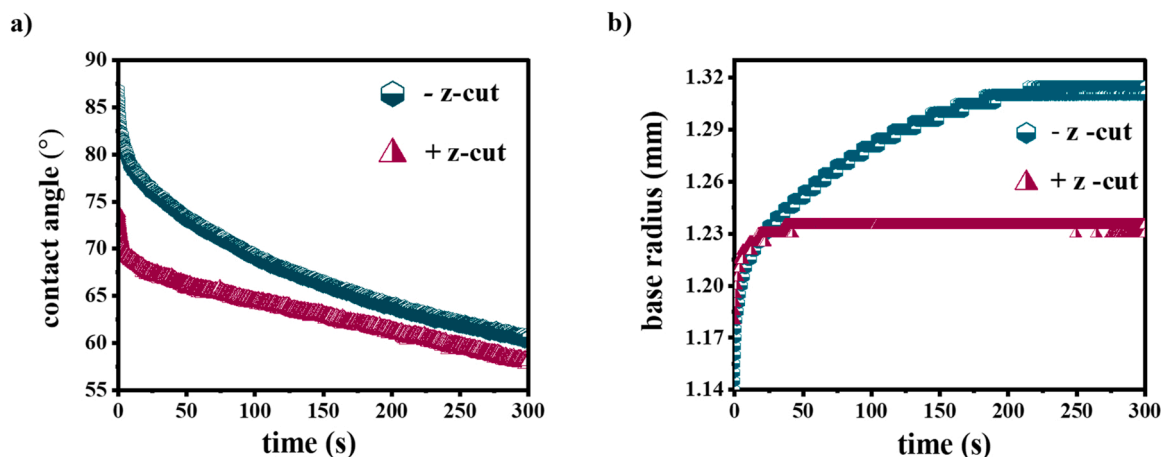 a)
90
85
80
75
70
65
60
55
contact angle (°)
- z-cut
+ z-cut
0 50 100 150 200 250 300
time (s)
b)
1.32
1.29
1.26
1.23
1.20
1.17
1.14
base radius (mm)
- z -cut
+ z -cut
0 50 100 150 200 250 300
time (s)